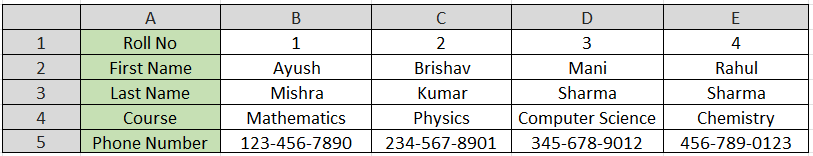 A B C D E
1 Roll No 1 2 3 4
2 First Name Ayush Brishav Mani Rahul
3 Last Name Mishra Kumar Sharma Sharma
4 Course Mathematics Physics Computer Science Chemistry
5 Phone Number 123-456-7890 234-567-8901 345-678-9012 456-789-0123